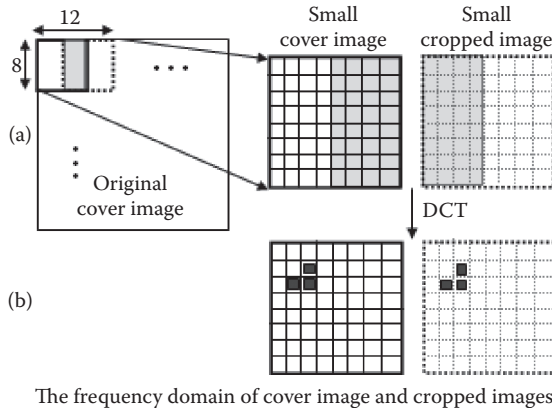 12
8
Small
cover image
Small
cropped image
(a)
Original
cover image
DCT
(b)
The frequency domain of cover image and cropped images